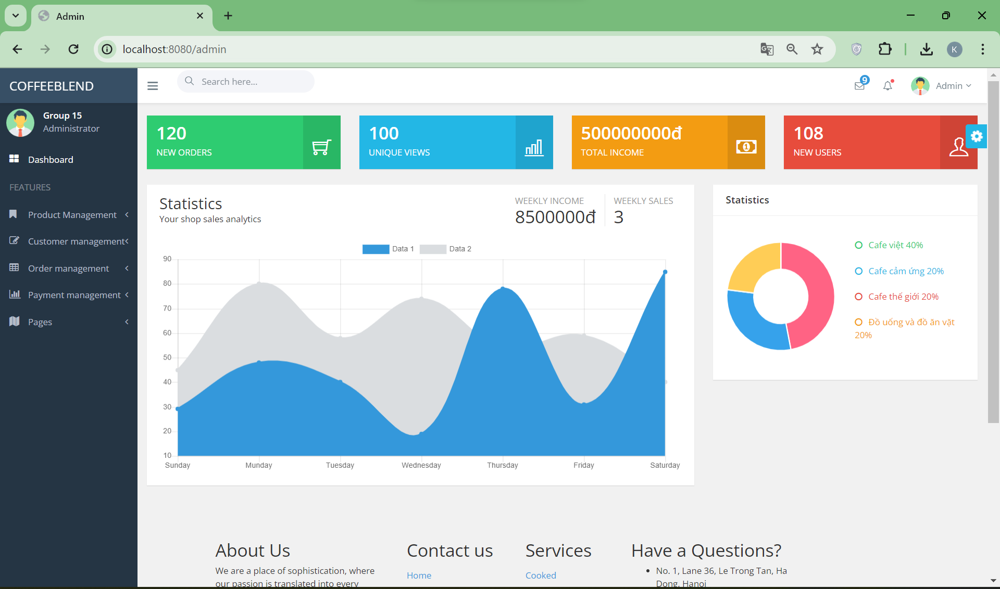 Admin
localhost:8080/admin
K
COFFEEBLEND
Search here...
9
Admin
Group 15
Administrator
Dashboard
FEATURES
Product Management
Customer management
Order management
Payment management
Pages
120
NEW ORDERS
100
UNIQUE VIEWS
500000000đ
TOTAL INCOME
1
108
NEW USERS
Statistics
Your shop sales analytics
WEEKLY INCOME
8500000đ
WEEKLY SALES
3
Data 1
Data 2
90
80
70
60
50
40
30
20
10
Sunday
Munday
Tuesday
Wednesday
Thursday
Friday
Saturday
Statistics
Cafe việt 40%
Cafe cảm ứng 20%
Cafe thế giới 20%
Đồ uống và đồ ăn vặt
20%
About Us
We are a place of sophistication, where
our passion is translated into every
Contact us
Home
Services
Cooked
Have a Questions?
No. 1, Lane 36, Le Trong Tan, Ha
Dong, Hanoi